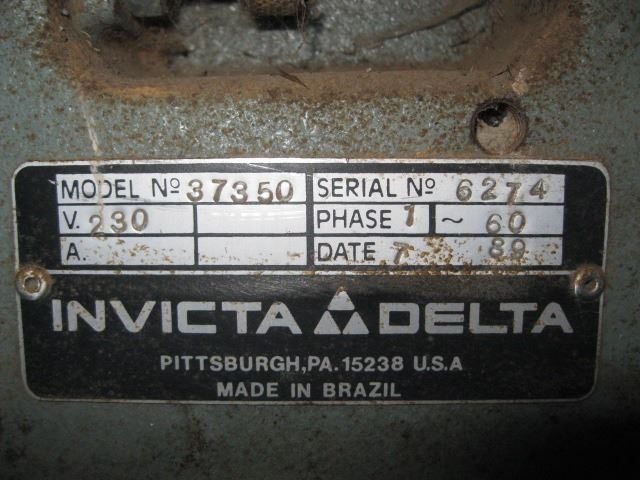 MODEL Nº 37350 SERIAL Nº 6274
V. 230 PHASE 1 ~ 60
A. DATE 7 89
INVICTA DELTA
PITTSBURGH, PA. 15238 U.S.A
MADE IN BRAZIL